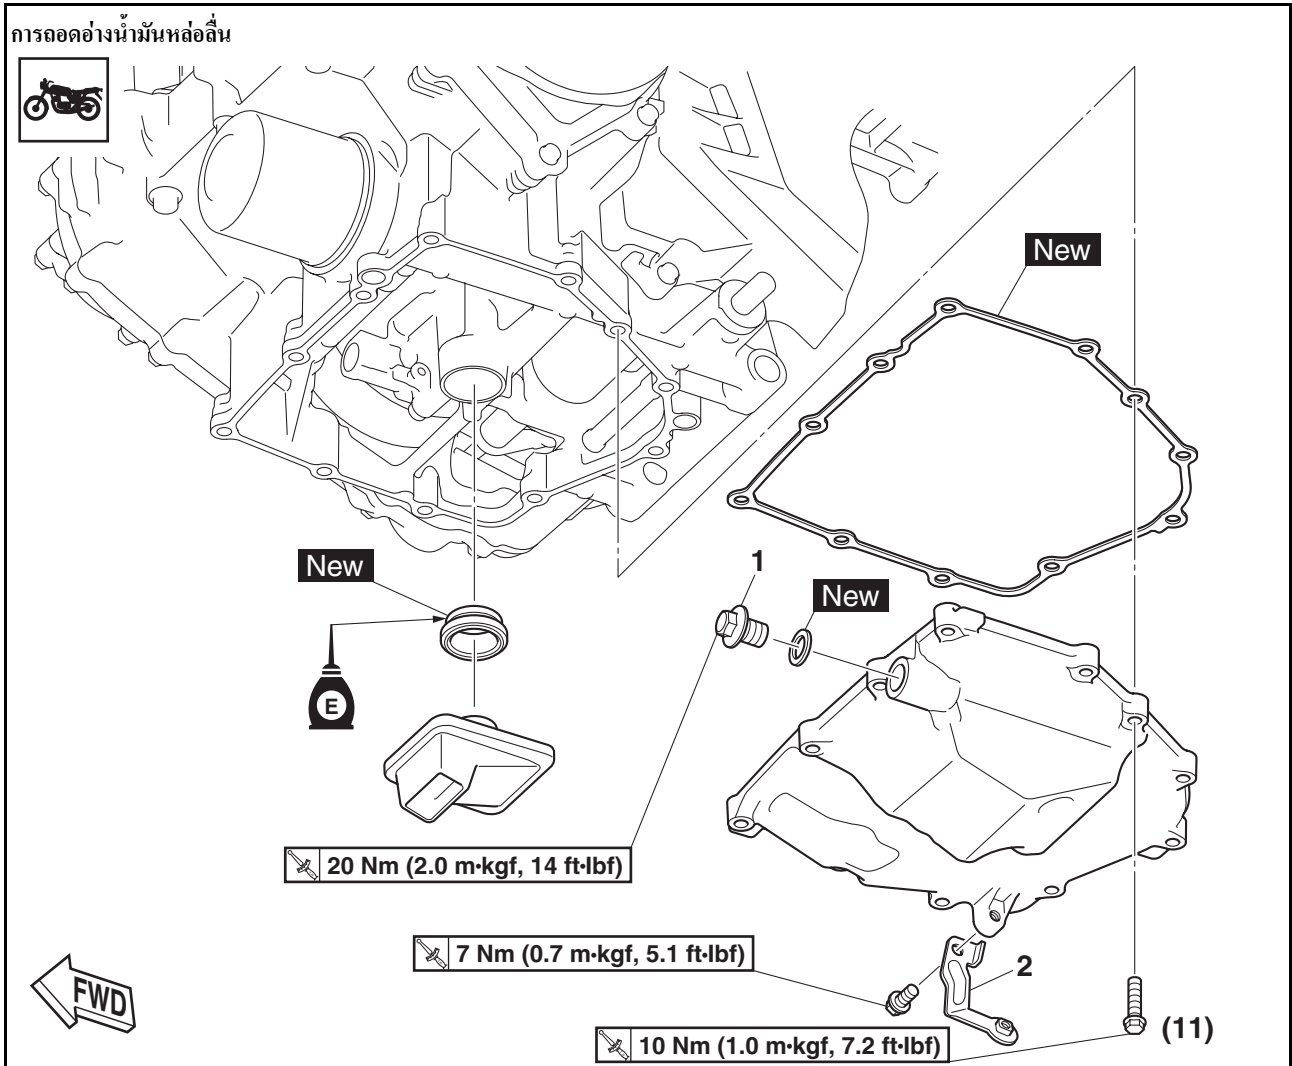 การถอดอ่างน้ำมันหล่อลื่น
New
New
1
New
E
20 Nm (2.0 m•kgf, 14 ft•lbf)
7 Nm (0.7 m•kgf, 5.1 ft•lbf)
2
FWD
(11)
10 Nm (1.0 m•kgf, 7.2 ft•lbf)